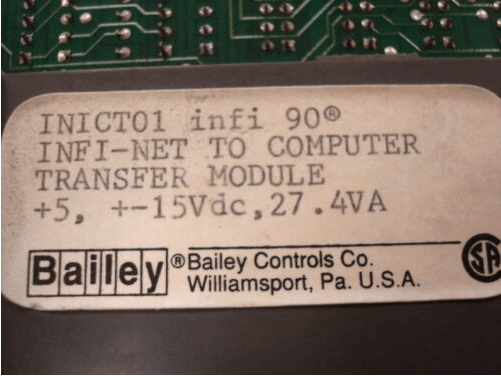 INICT01 infi 90®
INFI-NET TO COMPUTER
TRANSFER MODULE
+5, +-15Vdc,27.4VA
Bailey® Bailey Controls Co.
Williamsport, Pa. U.S.A.
SA